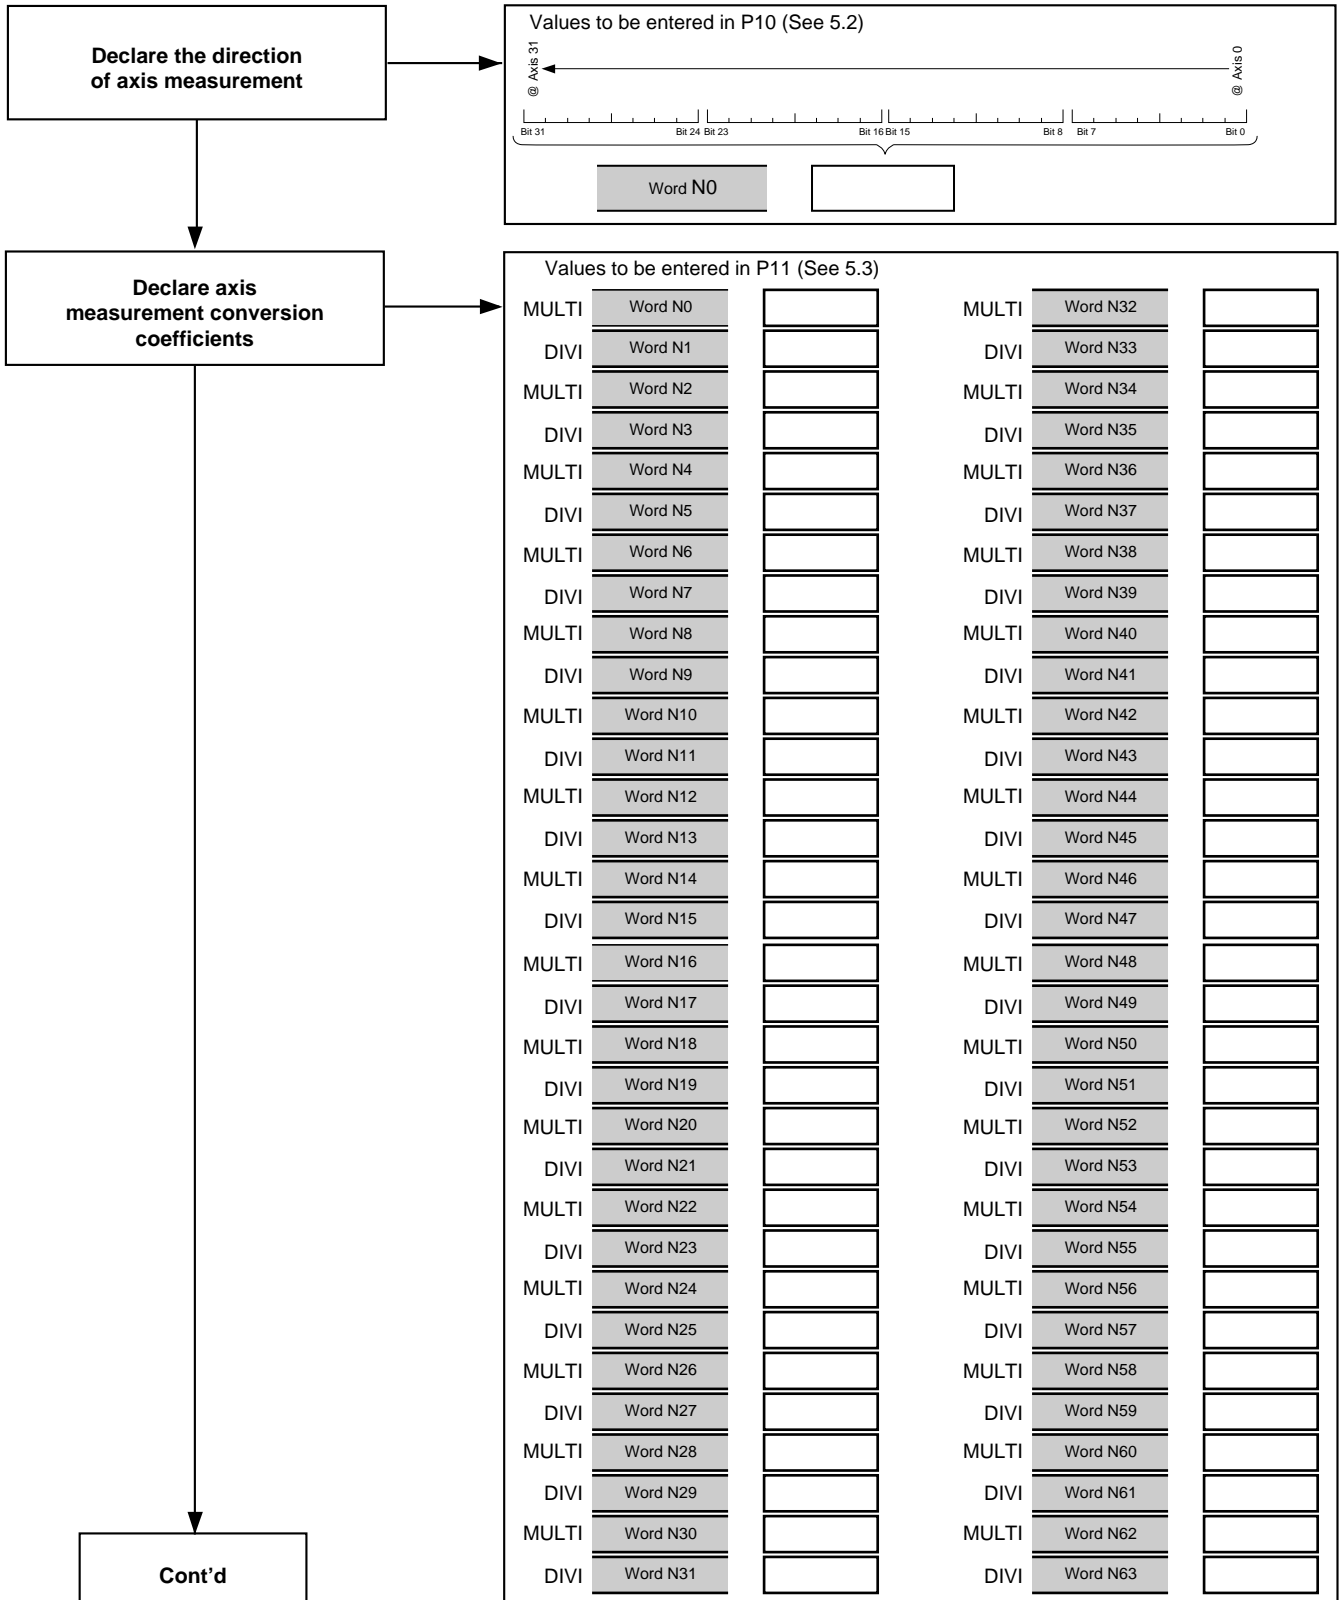 Declare the direction
of axis measurement
Values to be entered in P10 (See 5.2)
@ Axis 31
@ Axis 0
Bit 31 Bit 24 Bit 23 Bit 16 Bit 15 Bit 8 Bit 7 Bit 0
Word N0
Declare axis
measurement conversion
coefficients
Values to be entered in P11 (See 5.3)
MULTI Word N0 MULTI Word N32
DIVI Word N1 DIVI Word N33
MULTI Word N2 MULTI Word N34
DIVI Word N3 DIVI Word N35
MULTI Word N4 MULTI Word N36
DIVI Word N5 DIVI Word N37
MULTI Word N6 MULTI Word N38
DIVI Word N7 DIVI Word N39
MULTI Word N8 MULTI Word N40
DIVI Word N9 DIVI Word N41
MULTI Word N10 MULTI Word N42
DIVI Word N11 DIVI Word N43
MULTI Word N12 MULTI Word N44
DIVI Word N13 DIVI Word N45
MULTI Word N14 MULTI Word N46
DIVI Word N15 DIVI Word N47
MULTI Word N16 MULTI Word N48
DIVI Word N17 DIVI Word N49
MULTI Word N18 MULTI Word N50
DIVI Word N19 DIVI Word N51
MULTI Word N20 MULTI Word N52
DIVI Word N21 DIVI Word N53
MULTI Word N22 MULTI Word N54
DIVI Word N23 DIVI Word N55
MULTI Word N24 MULTI Word N56
DIVI Word N25 DIVI Word N57
MULTI Word N26 MULTI Word N58
DIVI Word N27 DIVI Word N59
MULTI Word N28 MULTI Word N60
DIVI Word N29 DIVI Word N61
MULTI Word N30 MULTI Word N62
DIVI Word N31 DIVI Word N63
Cont'd